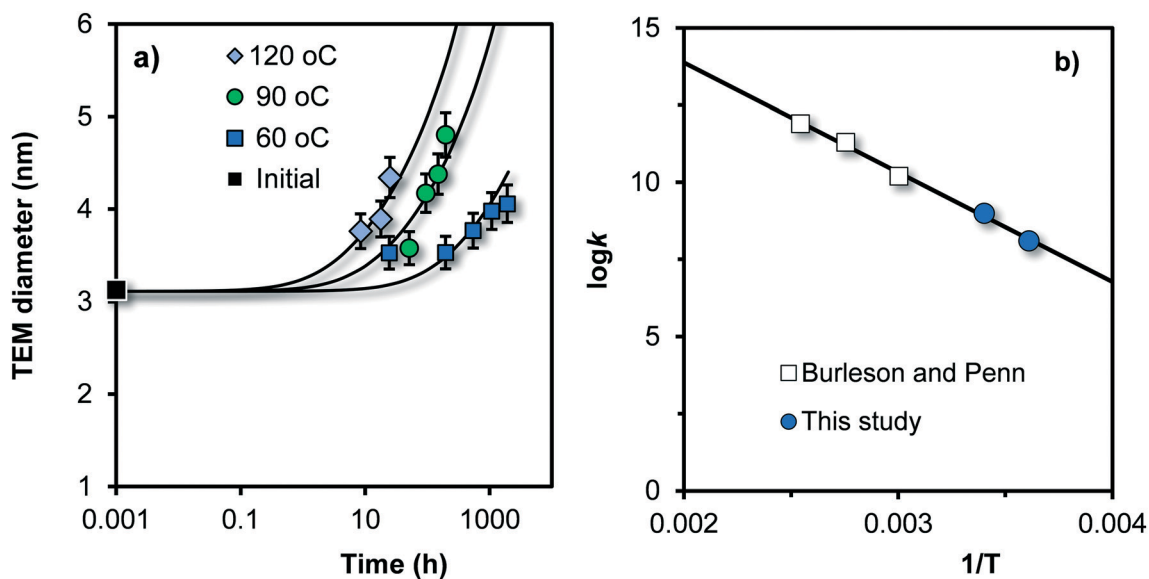 a)
120 oC
90 oC
60 oC
Initial
TEM diameter (nm)
6
5
4
3
2
1
0.001
0.1
10
1000
Time (h)
b)
logk
15
10
5
0
Burleson and Penn
This study
0.002
0.003
0.004
1/T